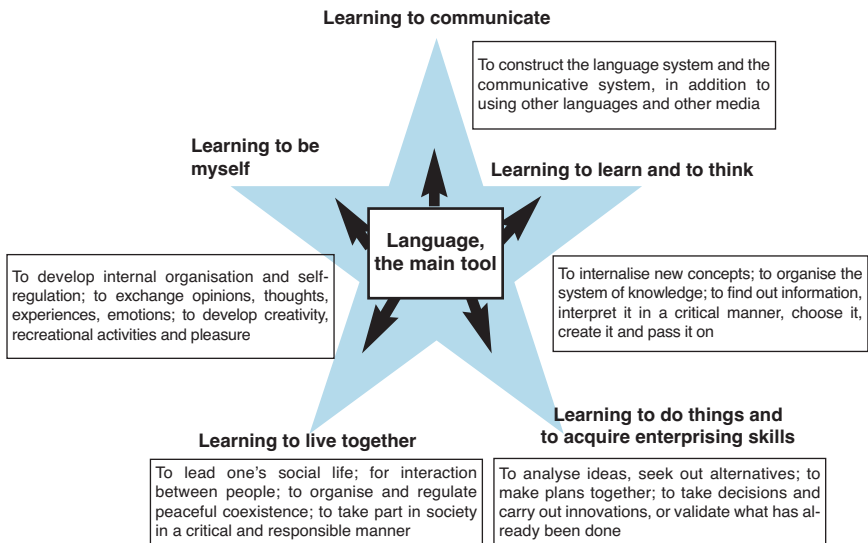 Learning to communicate
To construct the language system and the
communicative system, in addition to
using other languages and other media
Learning to be
myself
Learning to learn and to think
Language,
the main tool
To develop internal organisation and self-
regulation; to exchange opinions, thoughts,
experiences, emotions; to develop creativity,
recreational activities and pleasure
To internalise new concepts; to organise the
system of knowledge; to find out information,
interpret it in a critical manner, choose it,
create it and pass it on
Learning to live together
To lead one's social life; for interaction
between people; to organise and regulate
peaceful coexistence; to take part in society
in a critical and responsible manner
Learning to do things and
to acquire enterprising skills
To analyse ideas, seek out alternatives; to
make plans together; to take decisions and
carry out innovations, or validate what has al-
ready been done